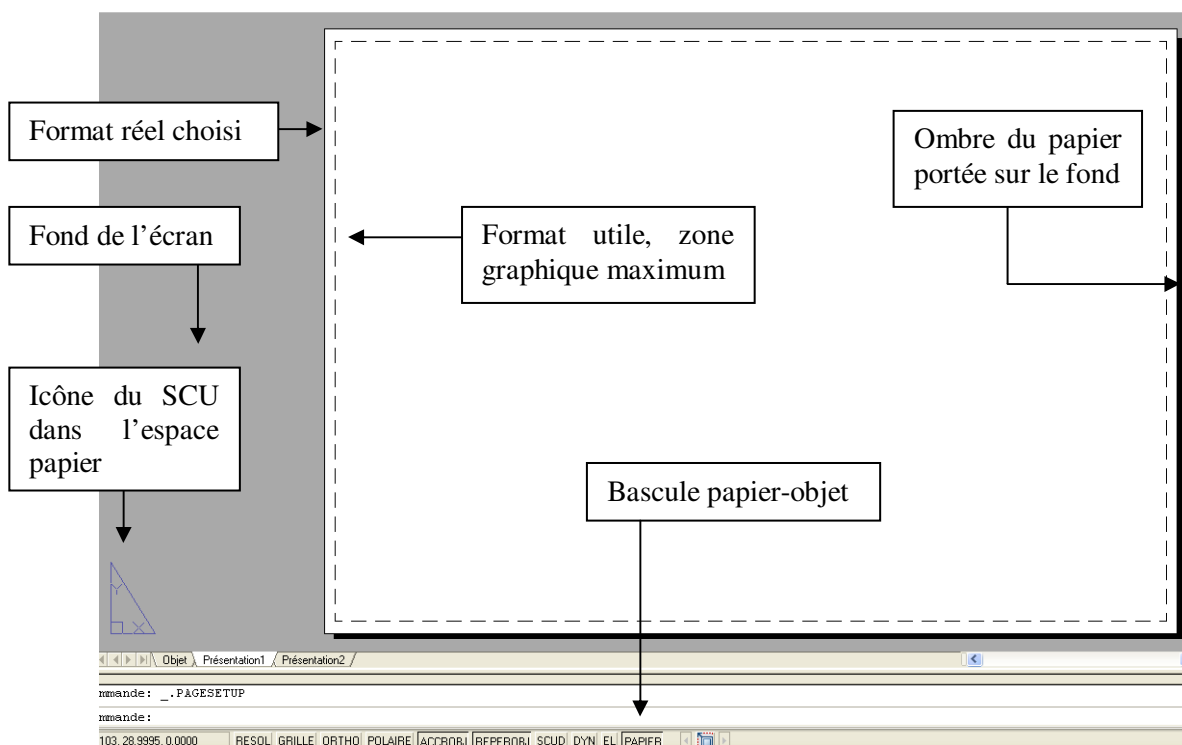 Format réel choisi
Ombre du papier
portée sur le fond
Fond de l'écran
Format utile, zone
graphique maximum
Icône du SCU
dans l'espace
papier
Bascule papier-objet
Y
X
Objet Présentation1 Présentation2
mmande: _.PAGESETUP
mmande:
103, 28.9995, 0.0000 RESOL GRILLE ORTHO POLAIRE ACCROBJ REPEROBJ SCUD DYN EL PAPIER